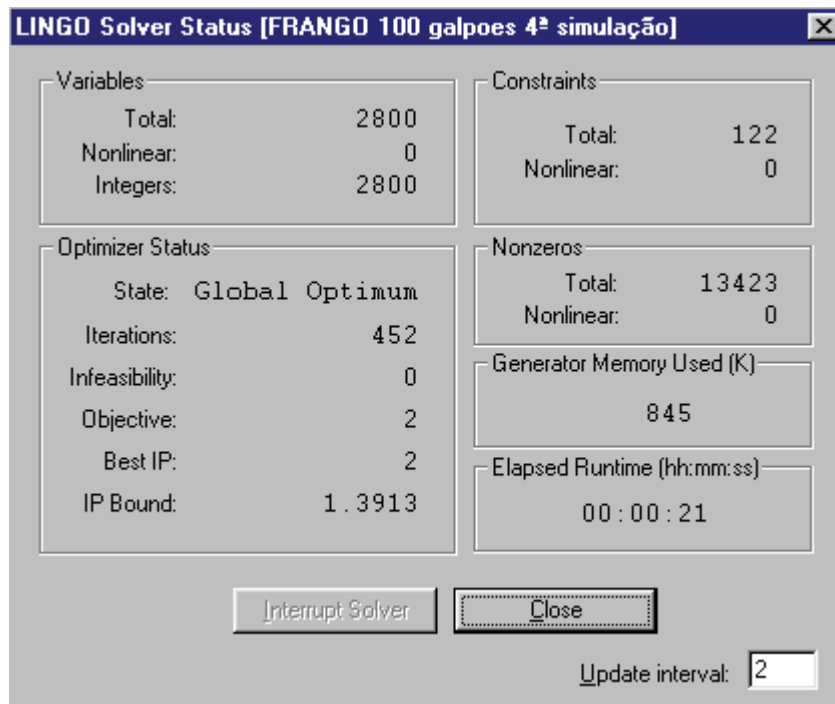 LINGO Solver Status [FRANGO 100 galpoes 4ª simulação]
Variables
Total: 2800
Nonlinear: 0
Integers: 2800
Constraints
Total: 122
Nonlinear: 0
Optimizer Status
State: Global Optimum
Iterations: 452
Infeasibility: 0
Objective: 2
Best IP: 2
IP Bound: 1.3913
Nonzeros
Total: 13423
Nonlinear: 0
Generator Memory Used (K)
845
Elapsed Runtime (hh:mm:ss)
00:00:21
Interrupt Solver
Close
Update interval: 2